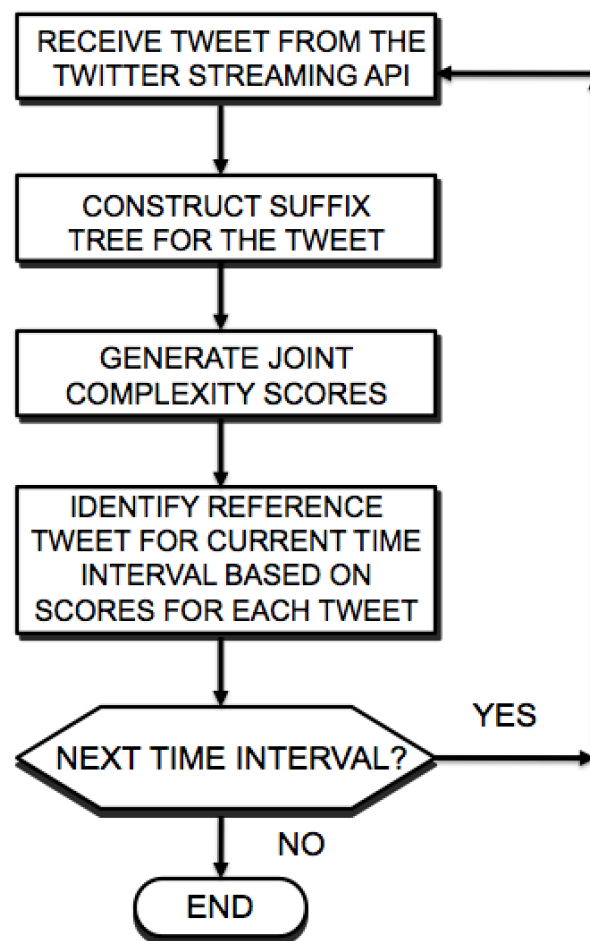 RECEIVE TWEET FROM THE
TWITTER STREAMING API
CONSTRUCT SUFFIX
TREE FOR THE TWEET
GENERATE JOINT
COMPLEXITY SCORES
IDENTIFY REFERENCE
TWEET FOR CURRENT TIME
INTERVAL BASED ON
SCORES FOR EACH TWEET
NEXT TIME INTERVAL?
YES
NO
END